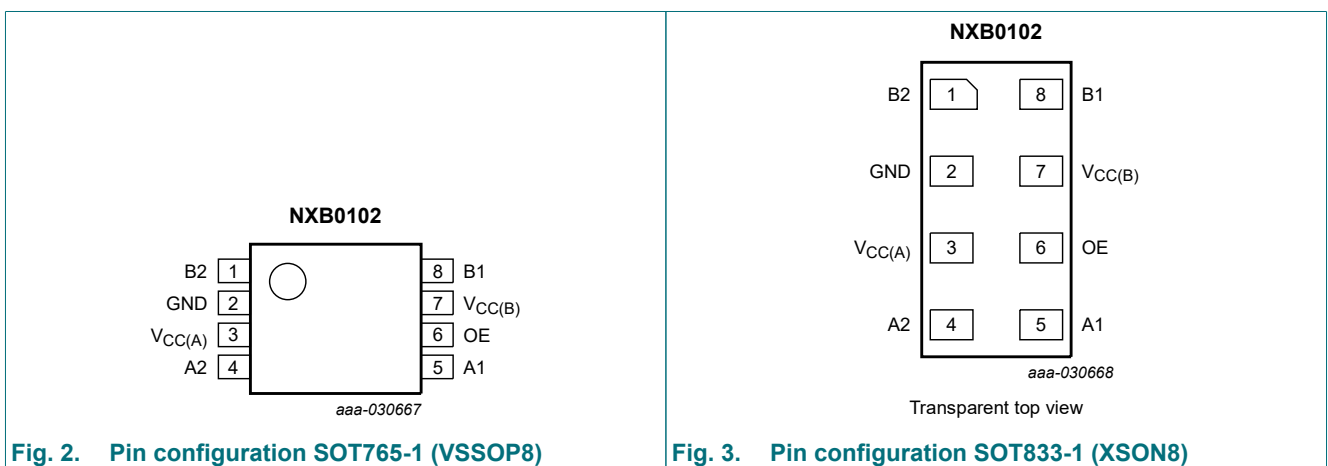 NXB0102
B2 1 8 B1
GND 2 7 VCC(B)
VCC(A) 3 6 OE
A2 4 5 A1
aaa-030667
Fig. 2. Pin configuration SOT765-1 (VSSOP8)
NXB0102
B2 1 8 B1
GND 2 7 VCC(B)
VCC(A) 3 6 OE
A2 4 5 A1
aaa-030668
Transparent top view
Fig. 3. Pin configuration SOT833-1 (XSON8)